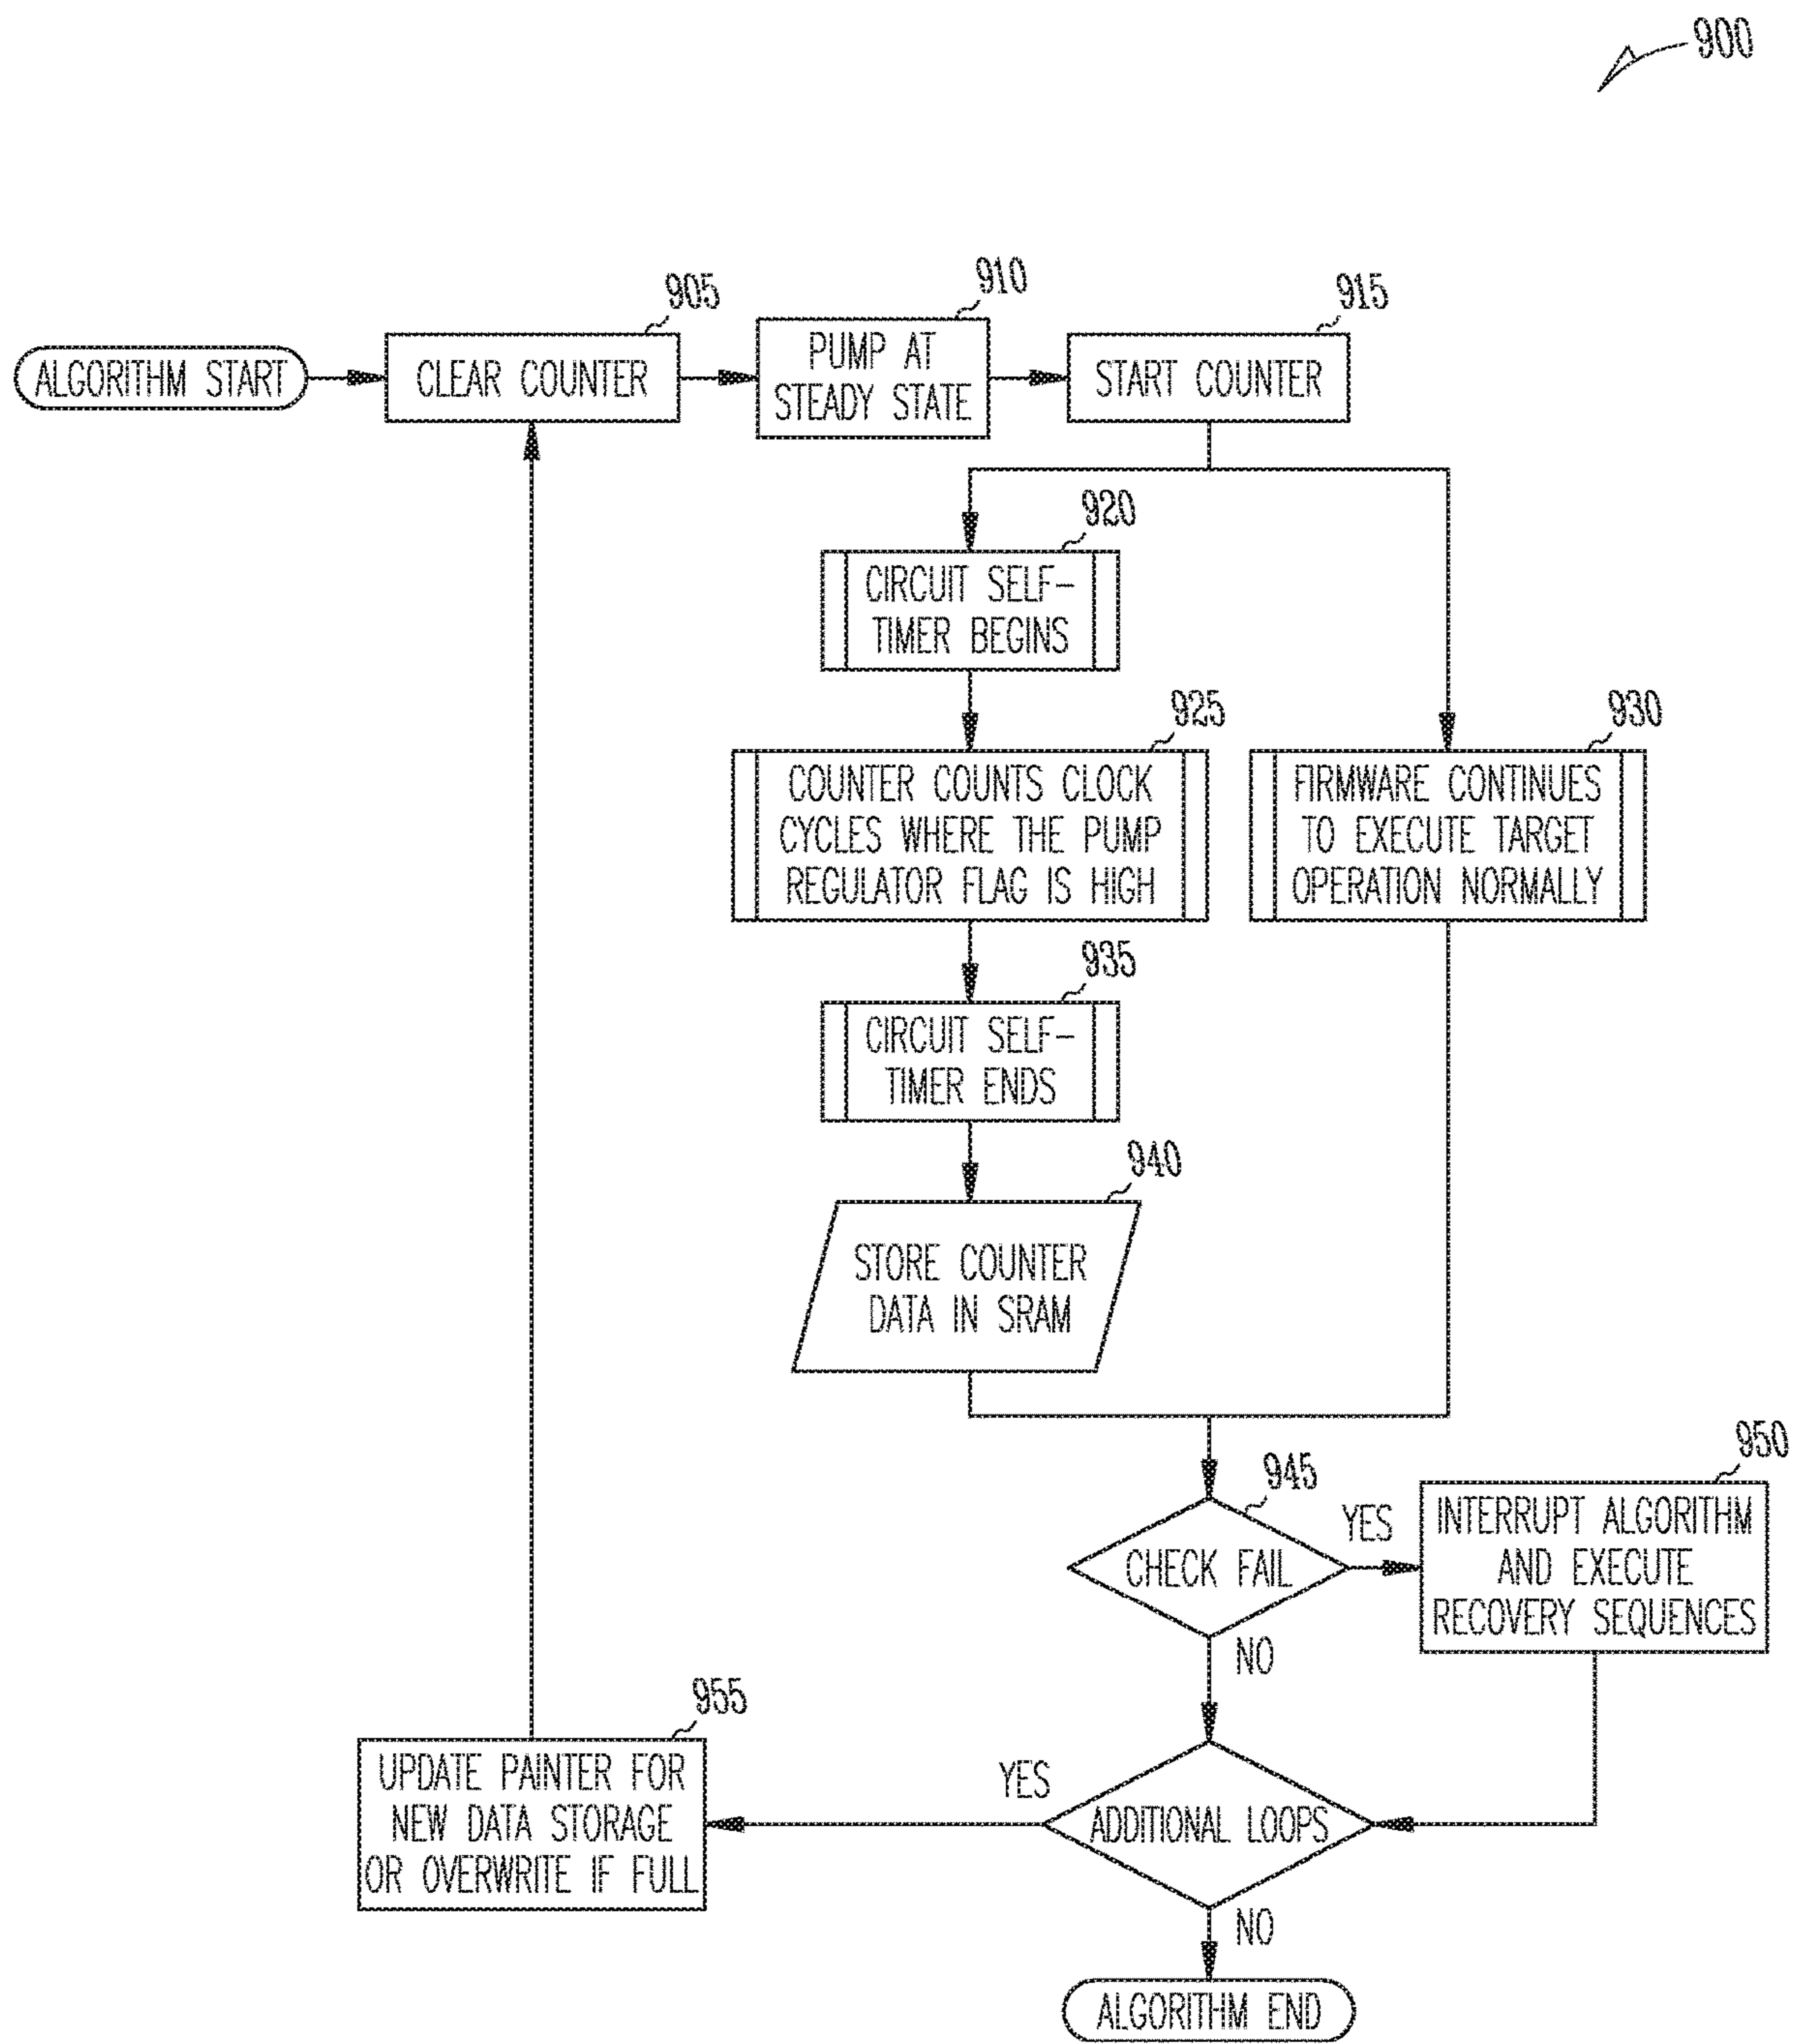 900
905
910
915
ALGORITHM START
CLEAR COUNTER
PUMP AT
STEADY STATE
START COUNTER
920
CIRCUIT SELF-
TIMER BEGINS
925
930
COUNTER COUNTS CLOCK
CYCLES WHERE THE PUMP
REGULATOR FLAG IS HIGH
FIRMWARE CONTINUES
TO EXECUTE TARGET
OPERATION NORMALLY
935
CIRCUIT SELF-
TIMER ENDS
940
STORE COUNTER
DATA IN SRAM
945
950
CHECK FAIL
YES
NO
INTERRUPT ALGORITHM
AND EXECUTE
RECOVERY SEQUENCES
955
UPDATE PAINTER FOR
NEW DATA STORAGE
OR OVERWRITE IF FULL
YES
ADDITIONAL LOOPS
NO
ALGORITHM END